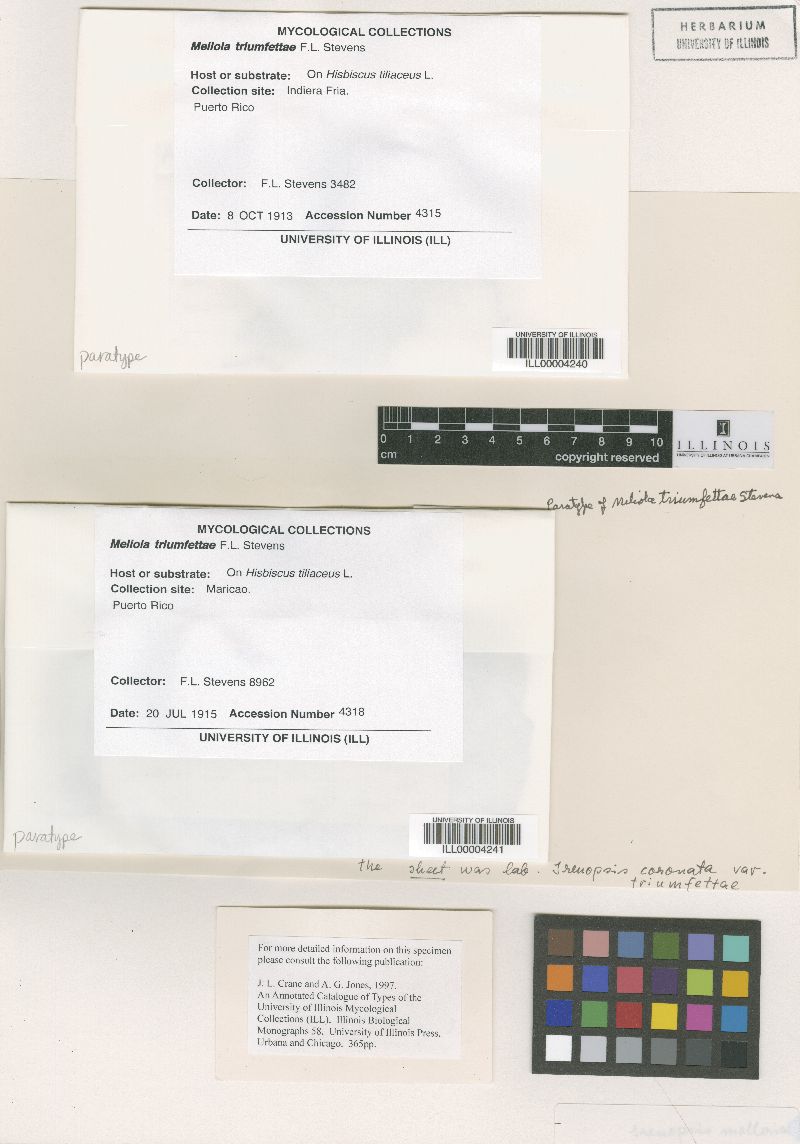 HERBARIUM
UNIVERSITY OF ILLINOIS
MYCOLOGICAL COLLECTIONS
Meliola triumfettae F.L. Stevens
Host or substrate: On Hisbiscus tiliaceus L.
Collection site: Indiera Fria.
Puerto Rico
Collector: F.L. Stevens 3482
Date: 8 OCT 1913 Accession Number 4315
UNIVERSITY OF ILLINOIS (ILL)
paratype
UNIVERSITY OF ILLINOIS
ILL00004240
0 1 2 3 4 5 6 7 8 9 10
cm copyright reserved
I
ILLINOIS
UNIVERSITY OF ILLINOIS AT URBANA-CHAMPAIGN
Paratype of Meliola triumfettae Stevens
MYCOLOGICAL COLLECTIONS
Meliola triumfettae F.L. Stevens
Host or substrate: On Hisbiscus tiliaceus L.
Collection site: Maricao.
Puerto Rico
Collector: F.L. Stevens 8962
Date: 20 JUL 1915 Accession Number 4318
UNIVERSITY OF ILLINOIS (ILL)
paratype
UNIVERSITY OF ILLINOIS
ILL00004241
the sheet was lab. Irenopsis coronata var.
triumfettae
For more detailed information on this specimen
please consult the following publication:
J. L. Crane and A. G. Jones, 1997.
An Annotated Catalogue of Types of the
University of Illinois Mycological
Collections (ILL). Illinois Biological
Monographs 58. University of Illinois Press,
Urbana and Chicago. 365pp.